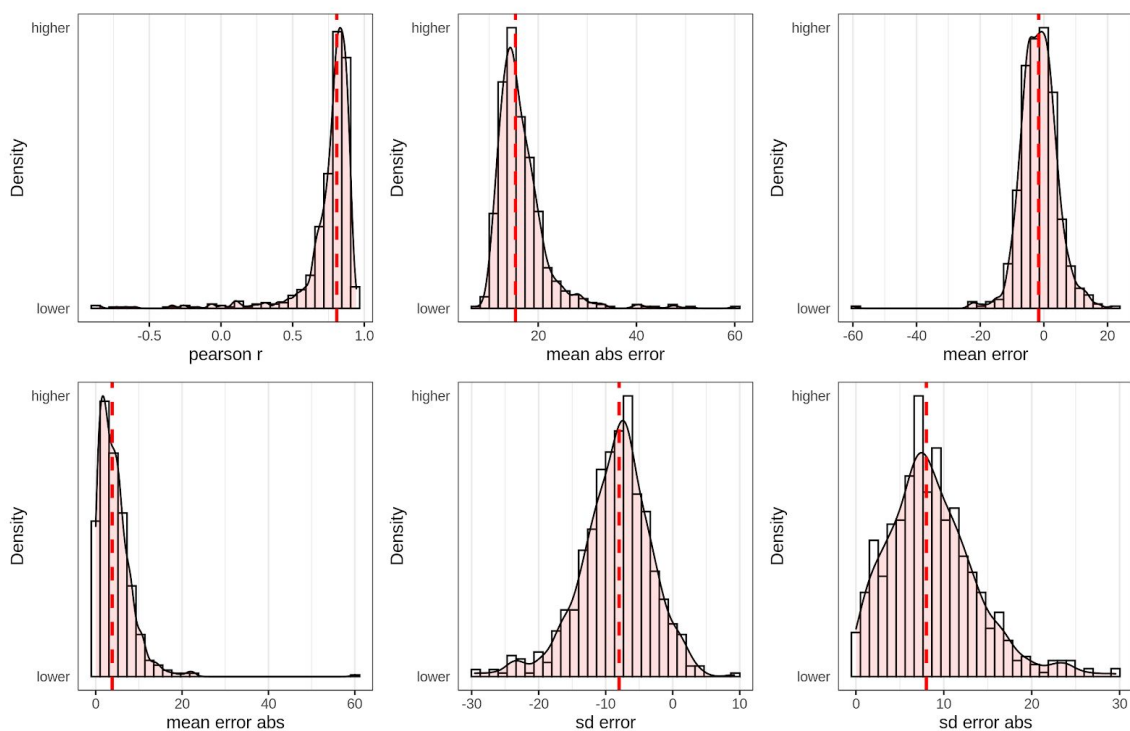 higher
Density
lower
-0.5 0.0 0.5 1.0
pearson r
higher
Density
lower
20 40 60
mean abs error
higher
Density
lower
-60 -40 -20 0 20
mean error
higher
Density
lower
0 20 40 60
mean error abs
higher
Density
lower
-30 -20 -10 0 10
sd error
higher
Density
lower
0 10 20 30
sd error abs